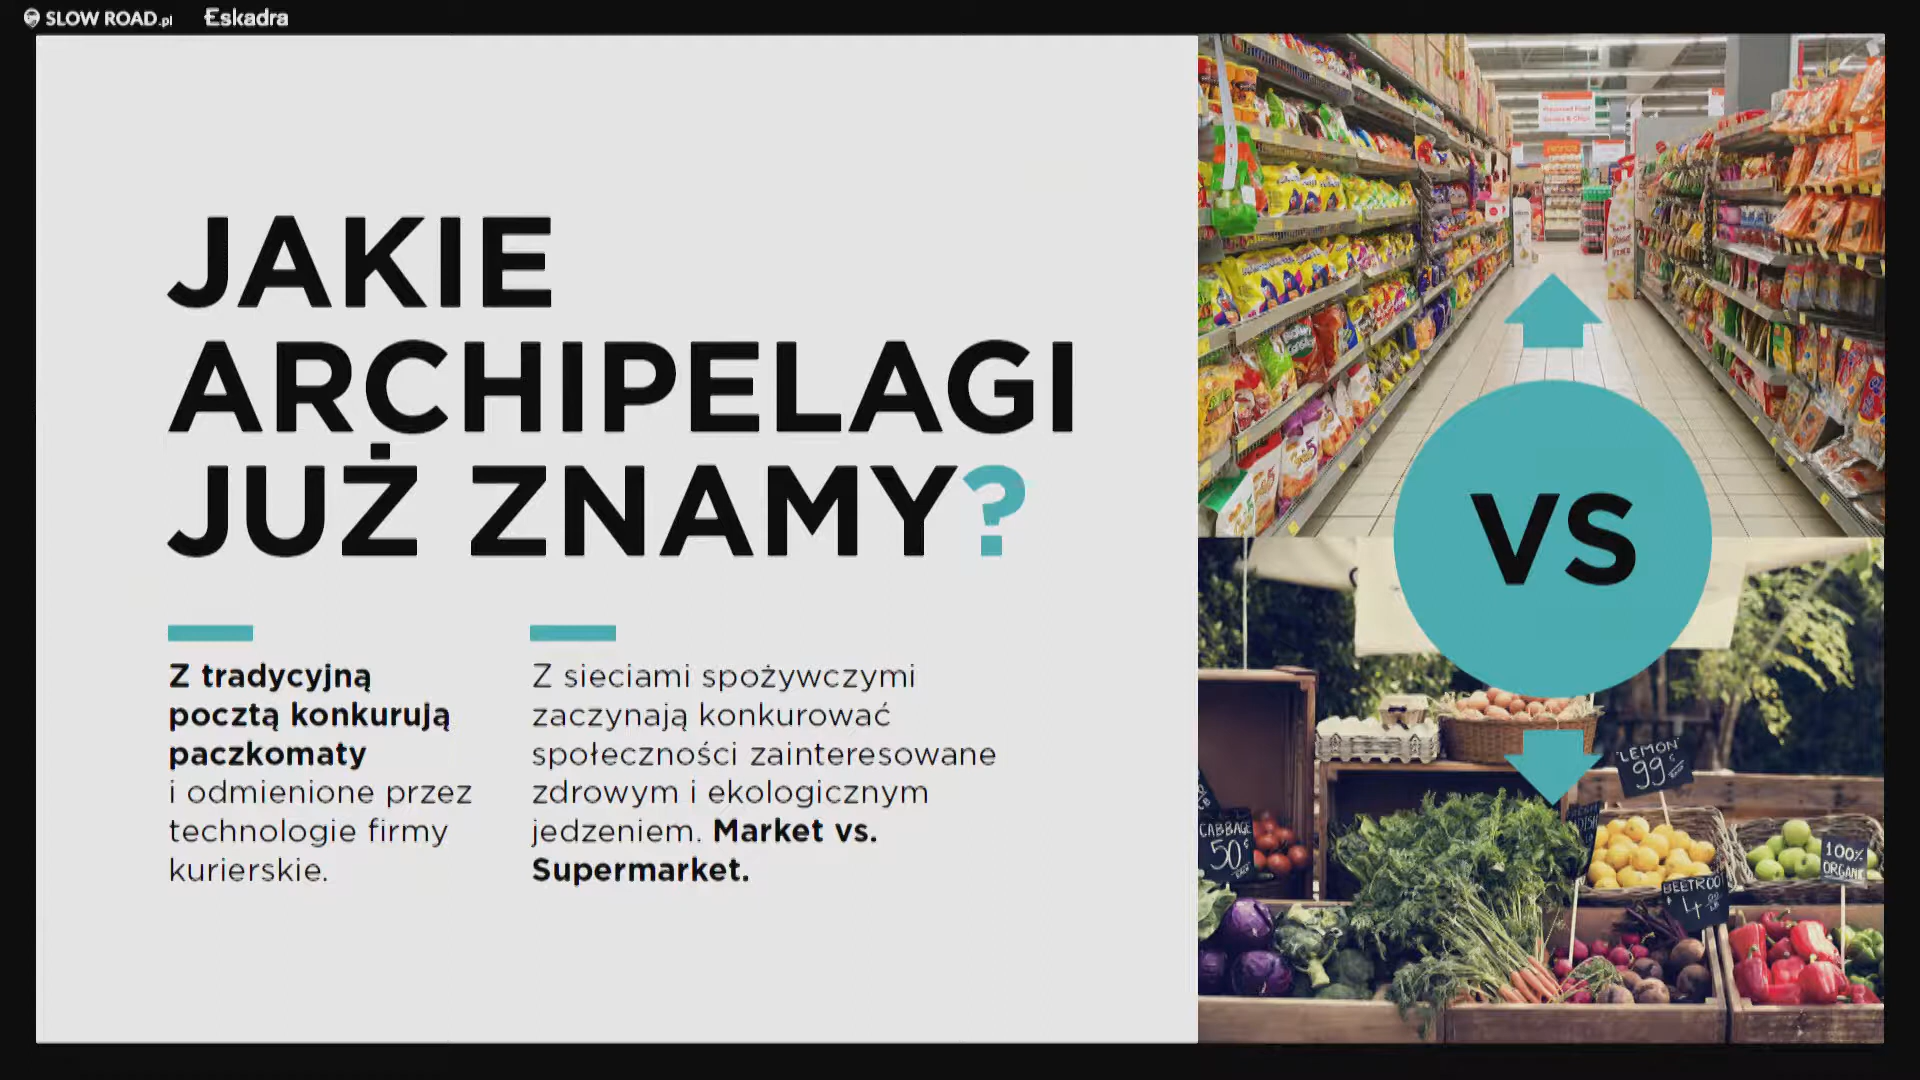 SLOW ROAD.pl Eskadra
JAKIE
ARCHIPELAGI
JUŻ ZNAMY?
Z tradycyjną
pocztą konkurują
paczkomaty
i odmienione przez
technologie firmy
kurierskie.
Z sieciami spożywczymi
zaczynają konkurować
społeczności zainteresowane
zdrowym i ekologicznym
jedzeniem. Market vs.
Supermarket.
VS
LEMON
99¢
CABBAGE
50¢
100%
ORGANIC
BEETROOT